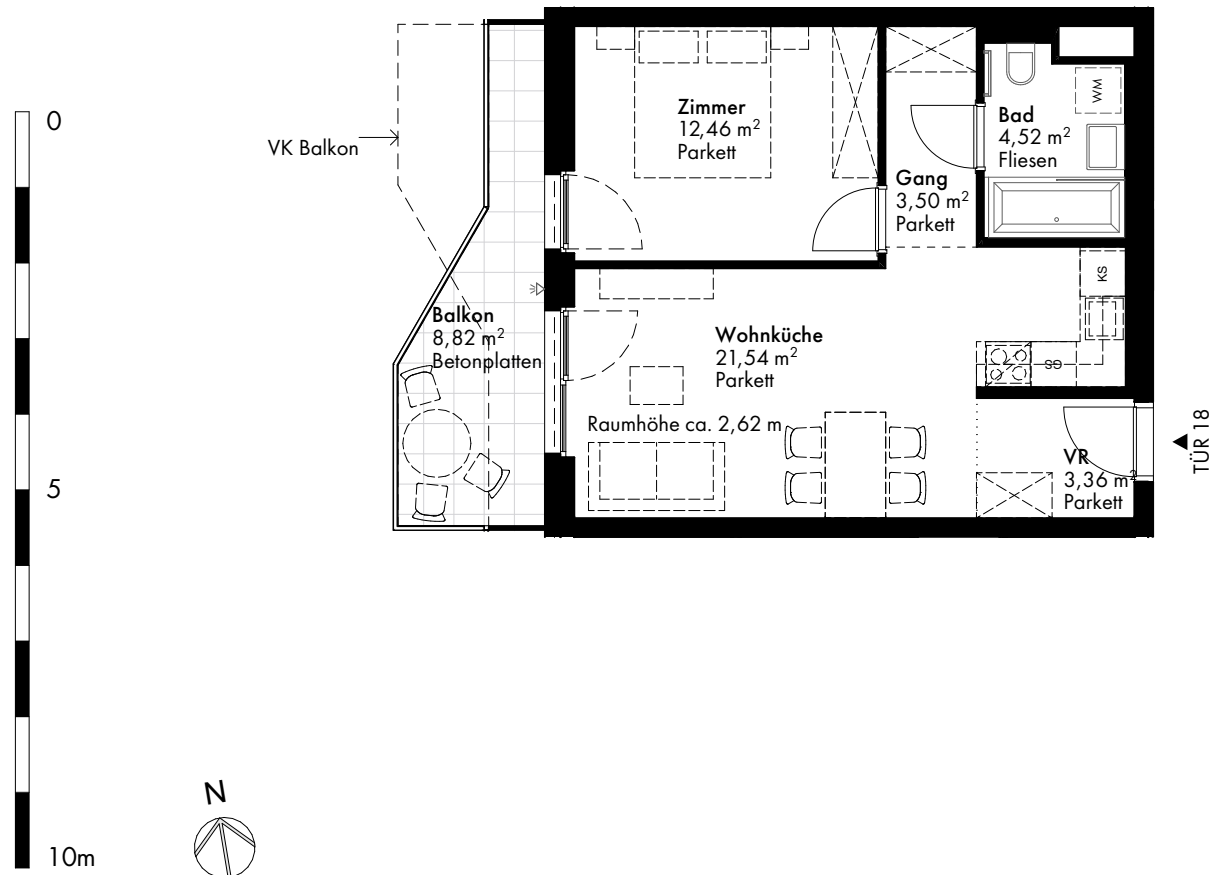 0
5
10m
N
VK Balkon
Balkon
8,82 m²
Betonplatten
Zimmer
12,46 m²
Parkett
Gang
3,50 m²
Parkett
Bad
4,52 m²
Fliesen
WM
Wohnküche
21,54 m²
Parkett
Raumhöhe ca. 2,62 m
KS
GS
VR
3,36 m²
Parkett
TÜR 18